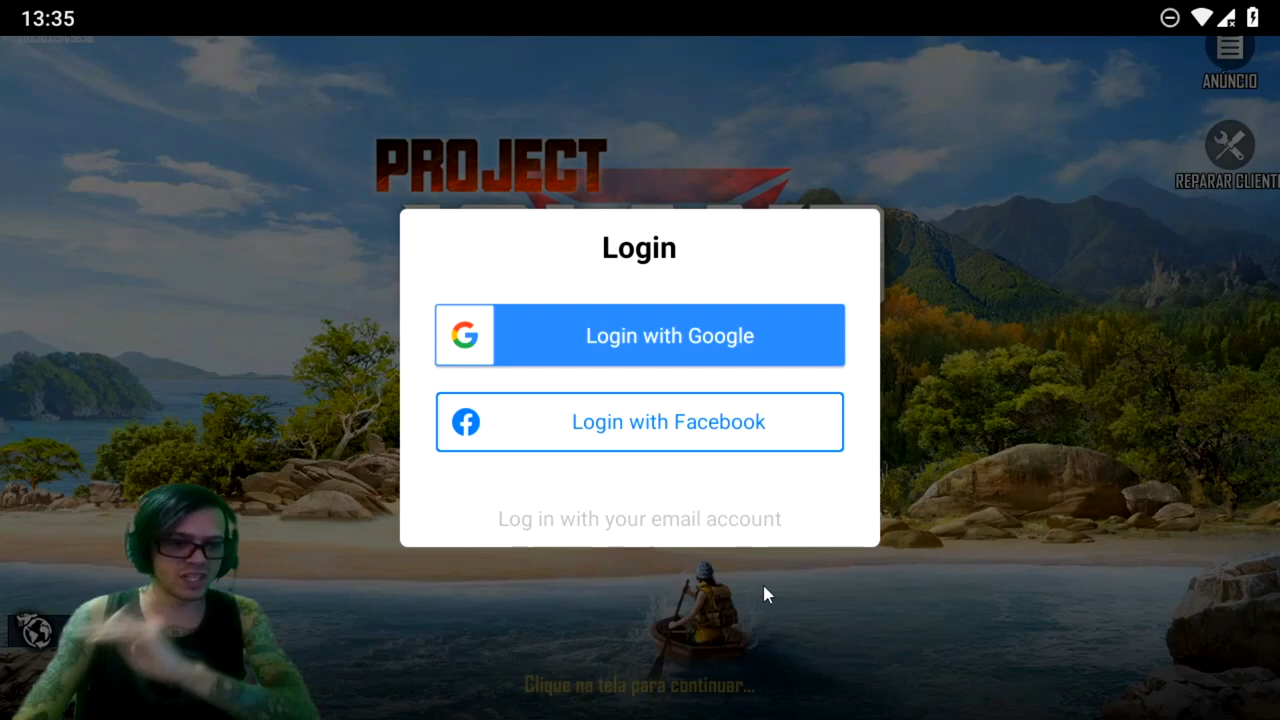 13:35
ANÚNCIO
PROJECT
REPARAR CLIENT
Login
Login with Google
Login with Facebook
Log in with your email account
Clique na tela para continuar...